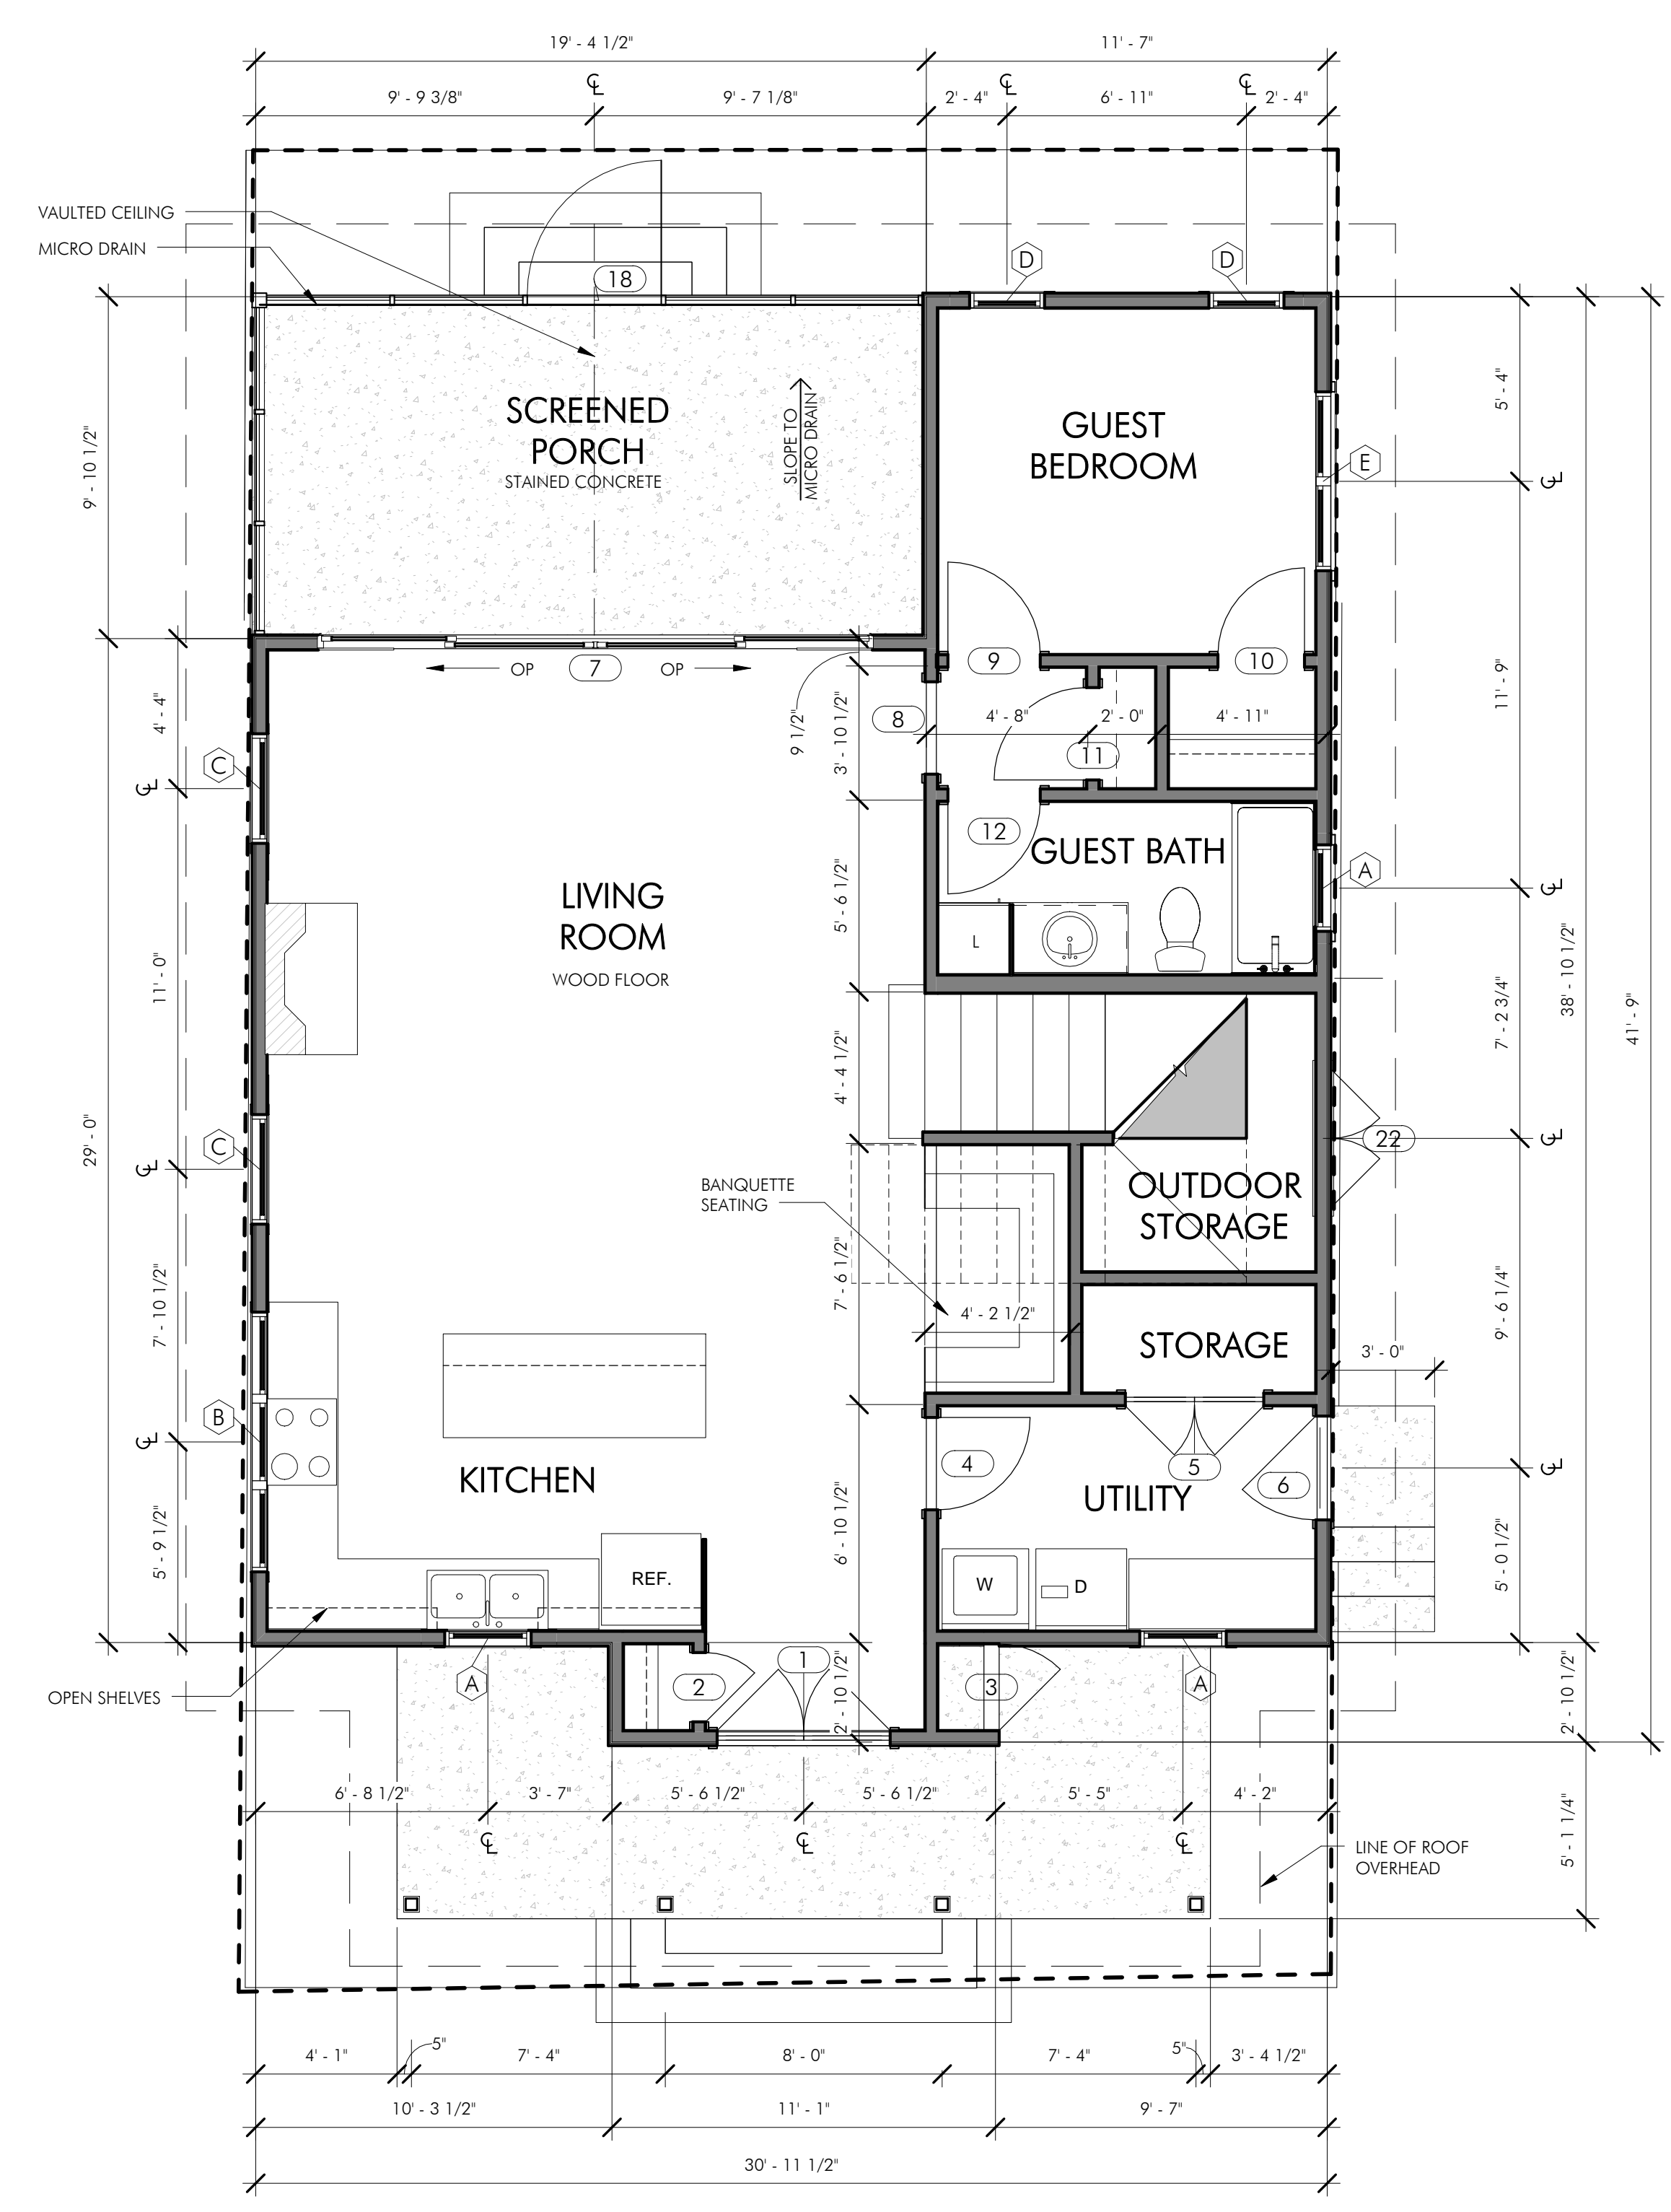 19' - 4 1/2"
11' - 7"
9' - 9 3/8"
℄
9' - 7 1/8"
2' - 4"
℄
6' - 11"
℄
2' - 4"
VAULTED CEILING
MICRO DRAIN
18
D
D
SCREENED
PORCH
STAINED CONCRETE
SLOPE TO
MICRO DRAIN
GUEST
BEDROOM
E
5' - 4"
℄
9' - 10 1/2"
OP
7
OP
9
10
8
4' - 8"
2' - 0"
4' - 11"
11
9 1/2"
3' - 10 1/2"
11' - 9"
4' - 4"
C
℄
12
GUEST BATH
A
℄
L
5' - 6 1/2"
LIVING
ROOM
WOOD FLOOR
11' - 0"
7' - 2 3/4"
38' - 10 1/2"
41' - 9"
4' - 4 1/2"
29' - 0"
C
℄
22
℄
BANQUETTE
SEATING
OUTDOOR
STORAGE
7' - 6 1/2"
7' - 10 1/2"
4' - 2 1/2"
STORAGE
9' - 6 1/4"
3' - 0"
B
℄
KITCHEN
4
5
6
UTILITY
℄
5' - 9 1/2"
6' - 10 1/2"
5' - 0 1/2"
REF.
W
D
OPEN SHELVES
A
2
1
2' - 10 1/2"
3
A
2' - 10 1/2"
6' - 8 1/2"
3' - 7"
5' - 6 1/2"
5' - 6 1/2"
5' - 5"
4' - 2"
℄
℄
℄
5' - 1 1/4"
LINE OF ROOF
OVERHEAD
4' - 1"
5"
7' - 4"
8' - 0"
7' - 4"
5"
3' - 4 1/2"
10' - 3 1/2"
11' - 1"
9' - 7"
30' - 11 1/2"